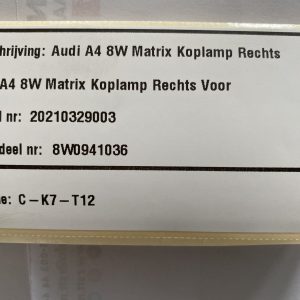 hrijving: Audi A4 8W Matrix Koplamp Rechts
A4 8W Matrix Koplamp Rechts Voor
l nr: 20210329003
deel nr: 8W0941036
e: C-K7-T12